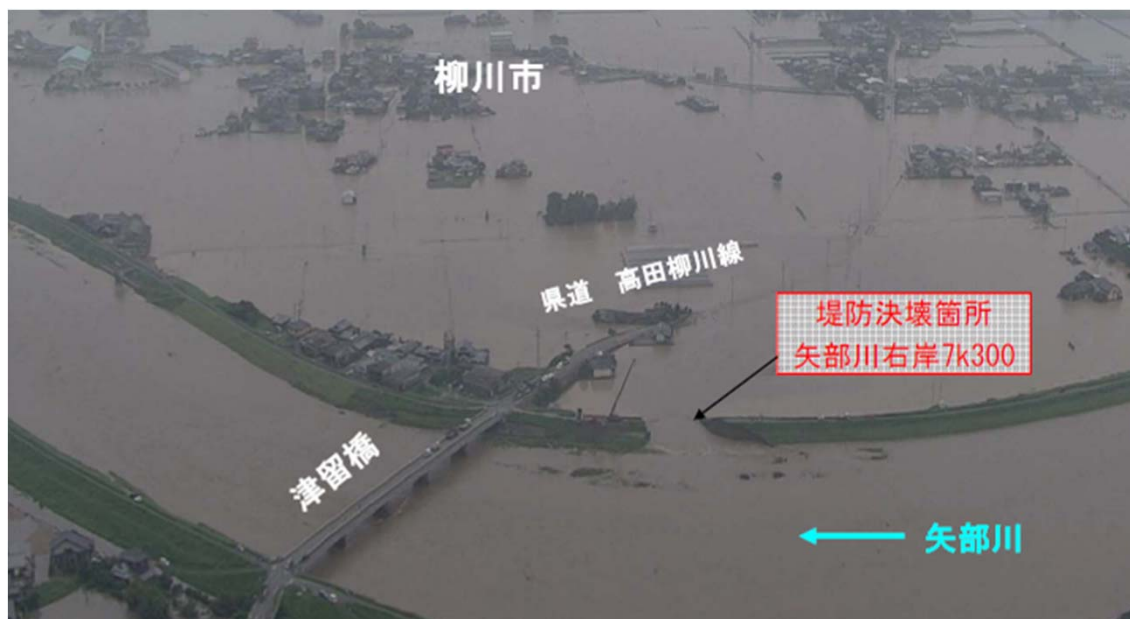 柳川市
県道 高田柳川線
堤防決壊箇所
矢部川右岸7k300
津留橋
矢部川